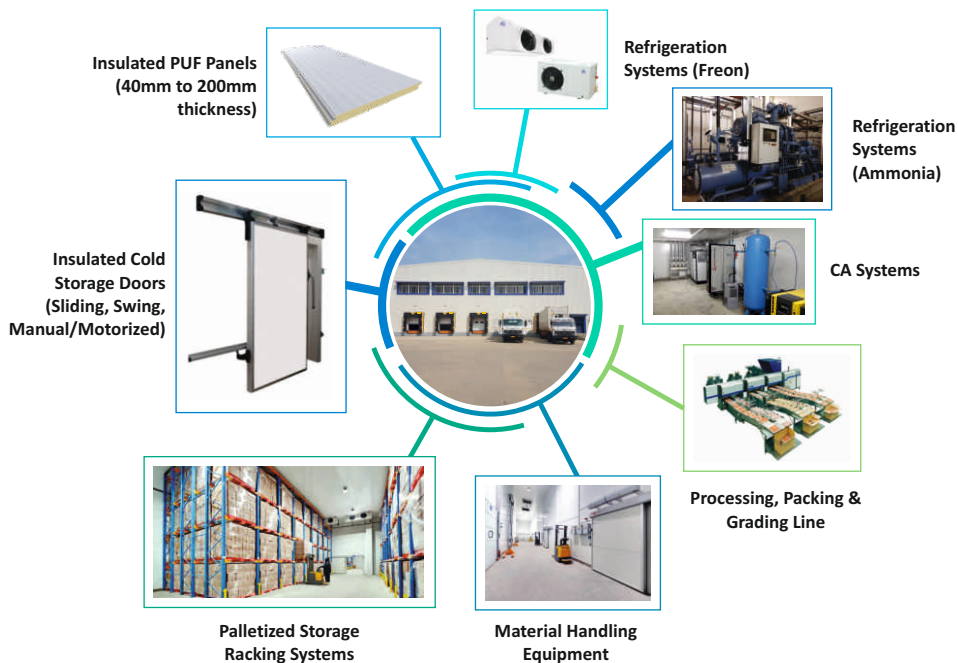 Insulated PUF Panels
(40mm to 200mm
thickness)
Refrigeration
Systems (Freon)
Refrigeration
Systems
(Ammonia)
Insulated Cold
Storage Doors
(Sliding, Swing,
Manual/Motorized)
CA Systems
Processing, Packing &
Grading Line
Palletized Storage
Racking Systems
Material Handling
Equipment